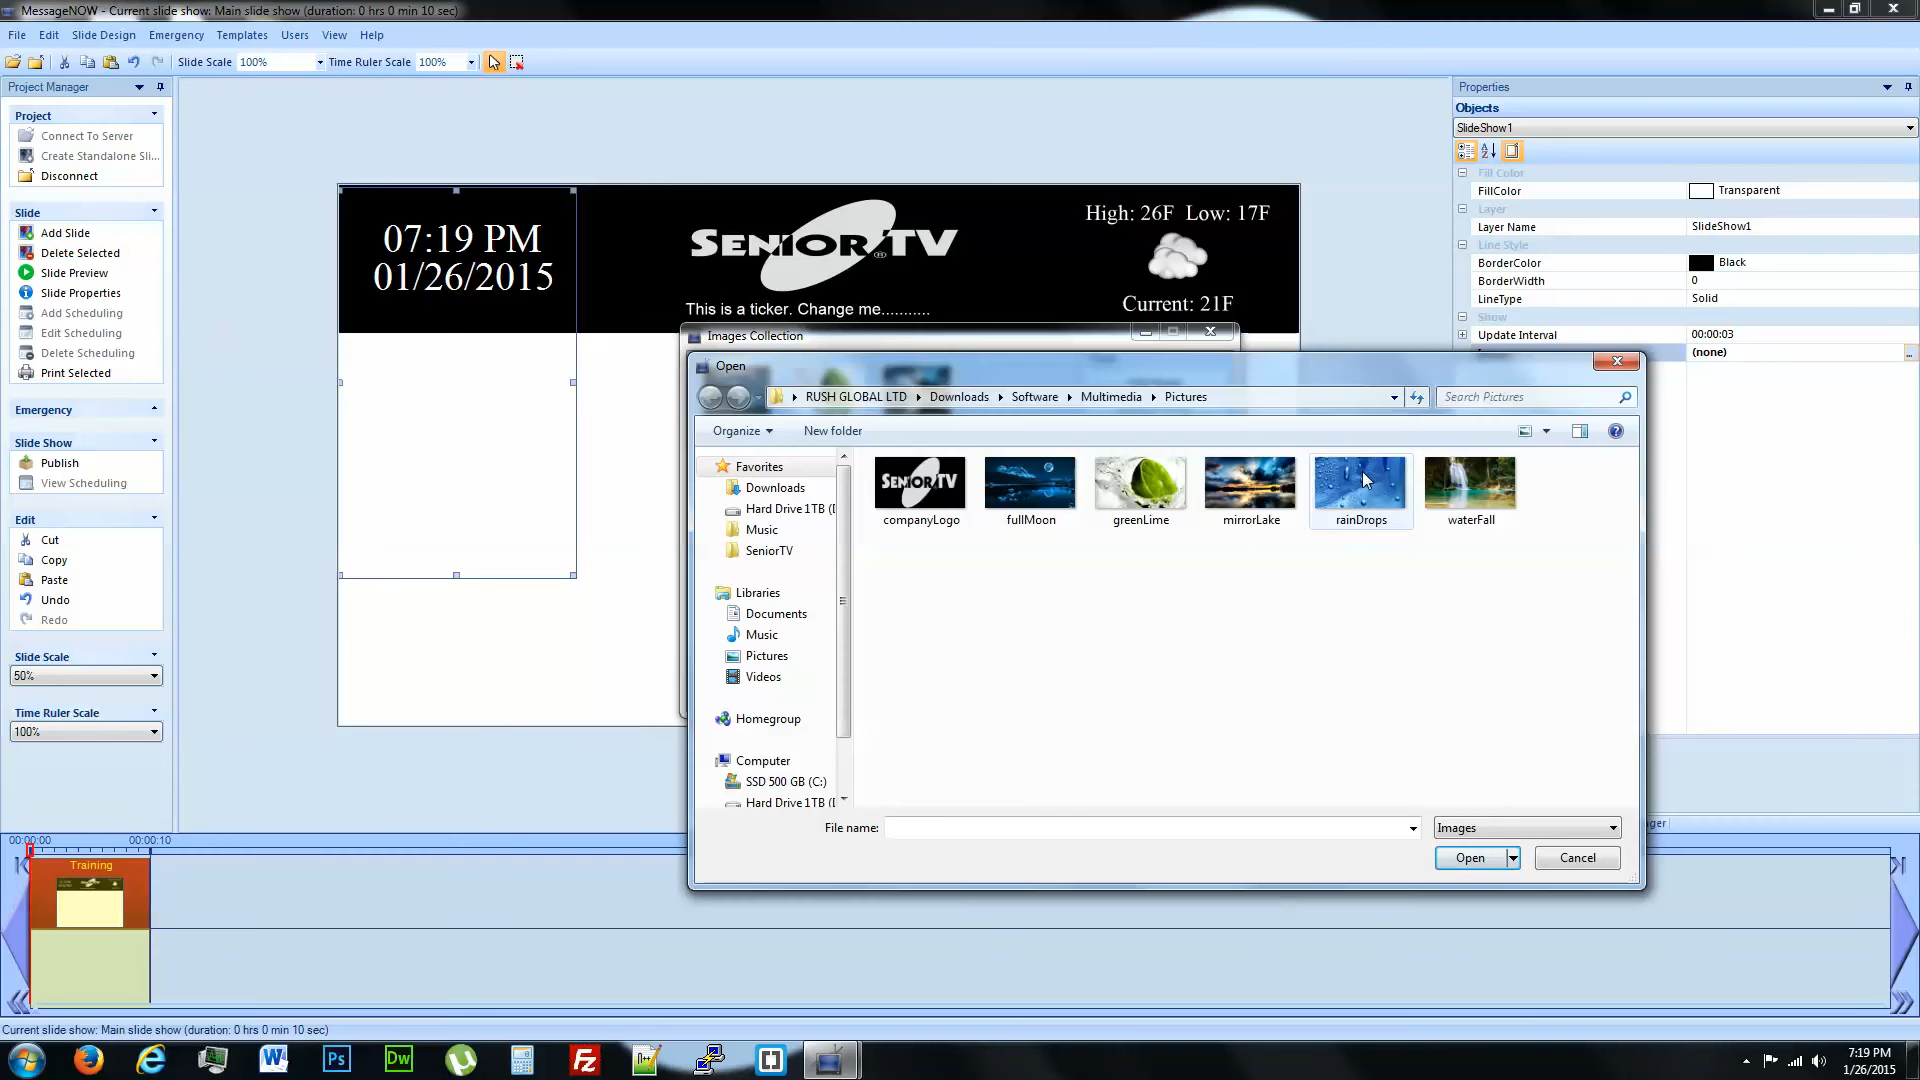 MessageNOW - Current slide show: Main slide show (duration: 0 hrs 0 min 10 sec)
File Edit Slide Design Emergency Templates Users View Help
Slide Scale 100% Time Ruler Scale 100%
Project Manager
Project
Connect To Server
Create Standalone Sli...
Disconnect
Slide
Add Slide
Delete Selected
Slide Preview
Slide Properties
Add Scheduling
Edit Scheduling
Delete Scheduling
Print Selected
Emergency
Slide Show
Publish
View Scheduling
Edit
Cut
Copy
Paste
Undo
Redo
Slide Scale
50%
Time Ruler Scale
100%
07:19 PM
01/26/2015
SENIOR TV
®
This is a ticker. Change me...........
High: 26F Low: 17F
Current: 21F
Images Collection
Open
RUSH GLOBAL LTD Downloads Software Multimedia Pictures
Search Pictures
Organize New folder
Favorites
Downloads
Hard Drive 1TB (
Music
SeniorTV
Libraries
Documents
Music
Pictures
Videos
Homegroup
Computer
SSD 500 GB (C:)
Hard Drive 1TB (
SENIOR TV
companyLogo fullMoon greenLime mirrorLake rainDrops waterFall
File name: Images
Open Cancel
Properties
Objects
SlideShow1
Fill Color
FillColor Transparent
Layer
Layer Name SlideShow1
Line Style
BorderColor Black
BorderWidth 0
LineType Solid
Show
Update Interval 00:00:03
(none) ...
00:00:00 00:00:10
Training
Current slide show: Main slide show (duration: 0 hrs 0 min 10 sec)
W Ps Dw
7:19 PM
1/26/2015